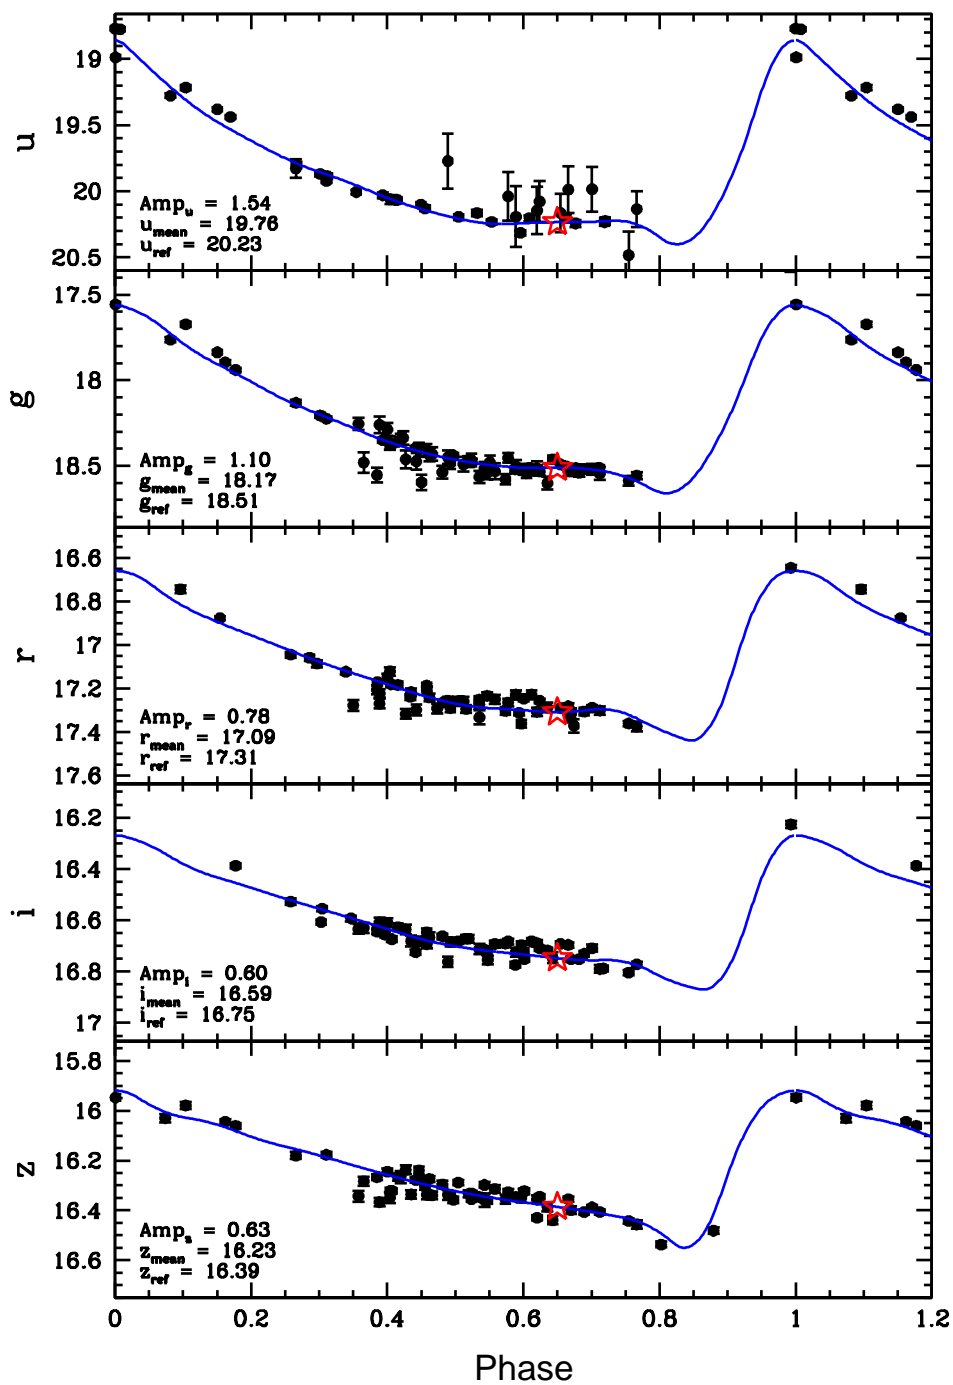 u
19
19.5
20
20.5
Amp_u = 1.54
u_mean = 19.76
u_ref = 20.23
g
17.5
18
18.5
Amp_g = 1.10
g_mean = 18.17
g_ref = 18.51
r
16.6
16.8
17
17.2
17.4
17.6
Amp_r = 0.78
r_mean = 17.09
r_ref = 17.31
i
16.2
16.4
16.6
16.8
17
Amp_i = 0.60
i_mean = 16.59
i_ref = 16.75
z
15.8
16
16.2
16.4
16.6
Amp_z = 0.63
z_mean = 16.23
z_ref = 16.39
0 0.2 0.4 0.6 0.8 1 1.2
Phase